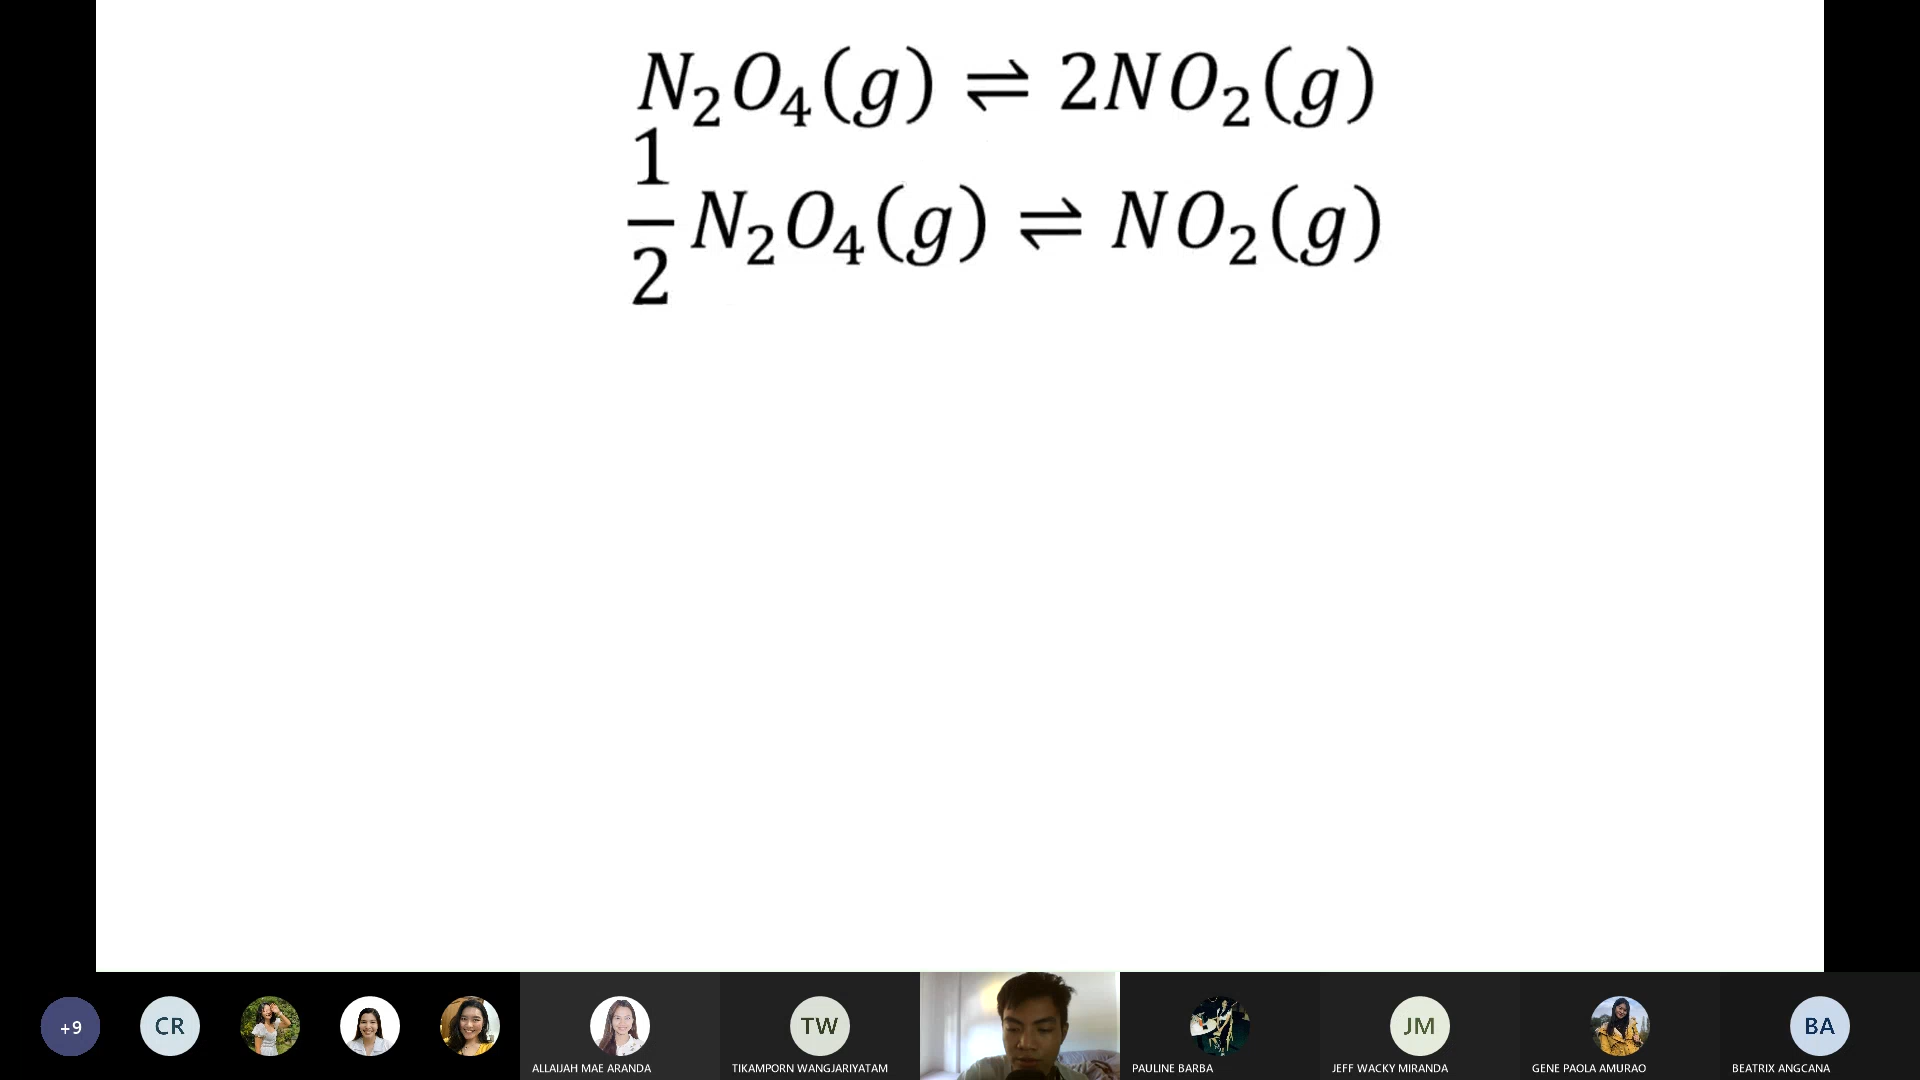 N₂O₄(g) ⇌ 2NO₂(g)
½ N₂O₄(g) ⇌ NO₂(g)
+9
CR
TW
JM
BA
ALLAIJAH MAE ARANDA
TIKAMPORN WANGJARIYATAM
PAULINE BARBA
JEFF WACKY MIRANDA
GENE PAOLA AMURAO
BEATRIX ANGCANA